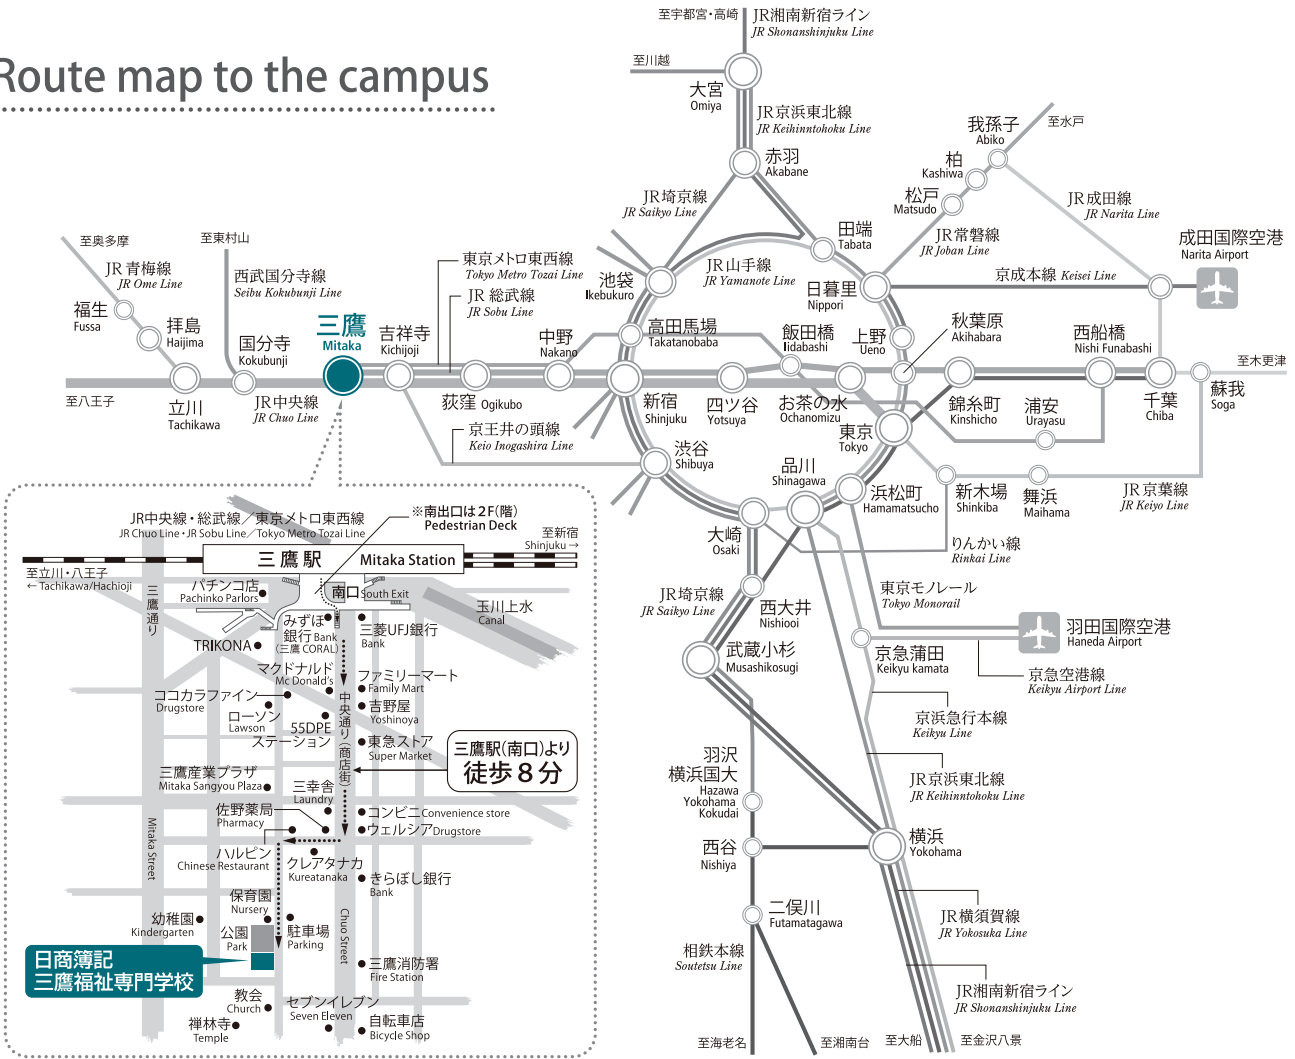 Route map to the campus
至宇都宮・高崎
JR湘南新宿ライン
JR Shonanshinjuku Line
至川越
大宮
Omiya
JR京浜東北線
JR Keihinntohoku Line
赤羽
Akabane
JR埼京線
JR Saikyo Line
田端
Tabata
我孫子
Abiko
至水戸
柏
Kashiwa
松戸
Matsudo
JR成田線
JR Narita Line
JR常磐線
JR Joban Line
成田国際空港
Narita Airport
京成本線 Keisei Line
至奥多摩
JR青梅線
JR Ome Line
至東村山
西武国分寺線
Seibu Kokubunji Line
福生
Fussa
拝島
Haijima
国分寺
Kokubunji
三鷹
Mitaka
吉祥寺
Kichijoji
東京メトロ東西線
Tokyo Metro Tozai Line
JR 総武線
JR Sobu Line
中野
Nakano
池袋
Ikebukuro
JR山手線
JR Yamanote Line
日暮里
Nippori
高田馬場
Takatanobaba
飯田橋
Iidabashi
上野
Ueno
秋葉原
Akihabara
西船橋
Nishi Funabashi
至木更津
至八王子
立川
Tachikawa
JR中央線
JR Chuo Line
荻窪 Ogikubo
新宿
Shinjuku
四ツ谷
Yotsuya
お茶の水
Ochanomizu
錦糸町
Kinshicho
浦安
Urayasu
千葉
Chiba
蘇我
Soga
京王井の頭線
Keio Inogashira Line
渋谷
Shibuya
東京
Tokyo
品川
Shinagawa
浜松町
Hamamatsucho
新木場
Shinkiba
舞浜
Maihama
JR京葉線
JR Keiyo Line
大崎
Osaki
りんかい線
Rinkai Line
JR埼京線
JR Saikyo Line
西大井
Nishiooi
東京モノレール
Tokyo Monorail
羽田国際空港
Haneda Airport
武蔵小杉
Musashikosugi
京急蒲田
Keikyu kamata
京急空港線
Keikyu Airport Line
京浜急行本線
Keikyu Line
羽沢
横浜国大
Hazawa
Yokohama
Kokudai
JR京浜東北線
JR Keihinntohoku Line
西谷
Nishiya
横浜
Yokohama
二俣川
Futamatagawa
JR横須賀線
JR Yokosuka Line
相鉄本線
Soutetsu Line
JR湘南新宿ライン
JR Shonanshinjuku Line
至海老名
至湘南台
至大船
至金沢八景
JR中央線・総武線／東京メトロ東西線
JR Chuo Line・JR Sobu Line／Tokyo Metro Tozai Line
※南出口は2F(階)
Pedestrian Deck
至新宿
Shinjuku→
三鷹駅 Mitaka Station
至立川・八王子
←Tachikawa/Hachioji
三鷹通り
パチンコ店
Pachinko Parlors
南口 South Exit
玉川上水
Canal
みずほ
銀行 Bank
(三鷹 CORAL)
三菱UFJ銀行
Bank
TRIKONA
マクドナルド
Mc Donald's
ファミリーマート
Family Mart
ココカラファイン
Drugstore
吉野屋
Yoshinoya
ローソン
Lawson
中央通り(商店街)
55DPE
ステーション
東急ストア
Super Market
三鷹駅(南口)より
徒歩8分
三鷹産業プラザ
Mitaka Sangyou Plaza
三幸舎
Laundry
佐野薬局
Pharmacy
コンビニ Convenience store
ウェルシア Drugstore
Mitaka Street
ハルピン
Chinese Restaurant
クレアタナカ
Kureatanaka
きらぼし銀行
Bank
保育園
Nursery
幼稚園
Kindergarten
公園
Park
駐車場
Parking
Chuo Street
日商簿記
三鷹福祉専門学校
三鷹消防署
Fire Station
教会
Church
セブンイレブン
Seven Eleven
禅林寺
Temple
自転車店
Bicycle Shop